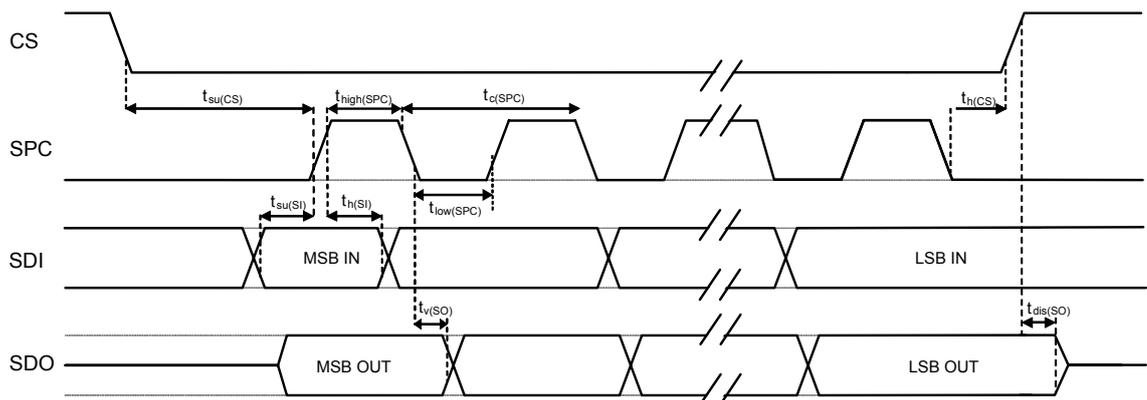 CS
tsu(CS)
thigh(SPC)
tc(SPC)
th(CS)
SPC
tsu(SI)
th(SI)
tlow(SPC)
SDI
MSB IN
LSB IN
tv(SO)
tdis(SO)
SDO
MSB OUT
LSB OUT